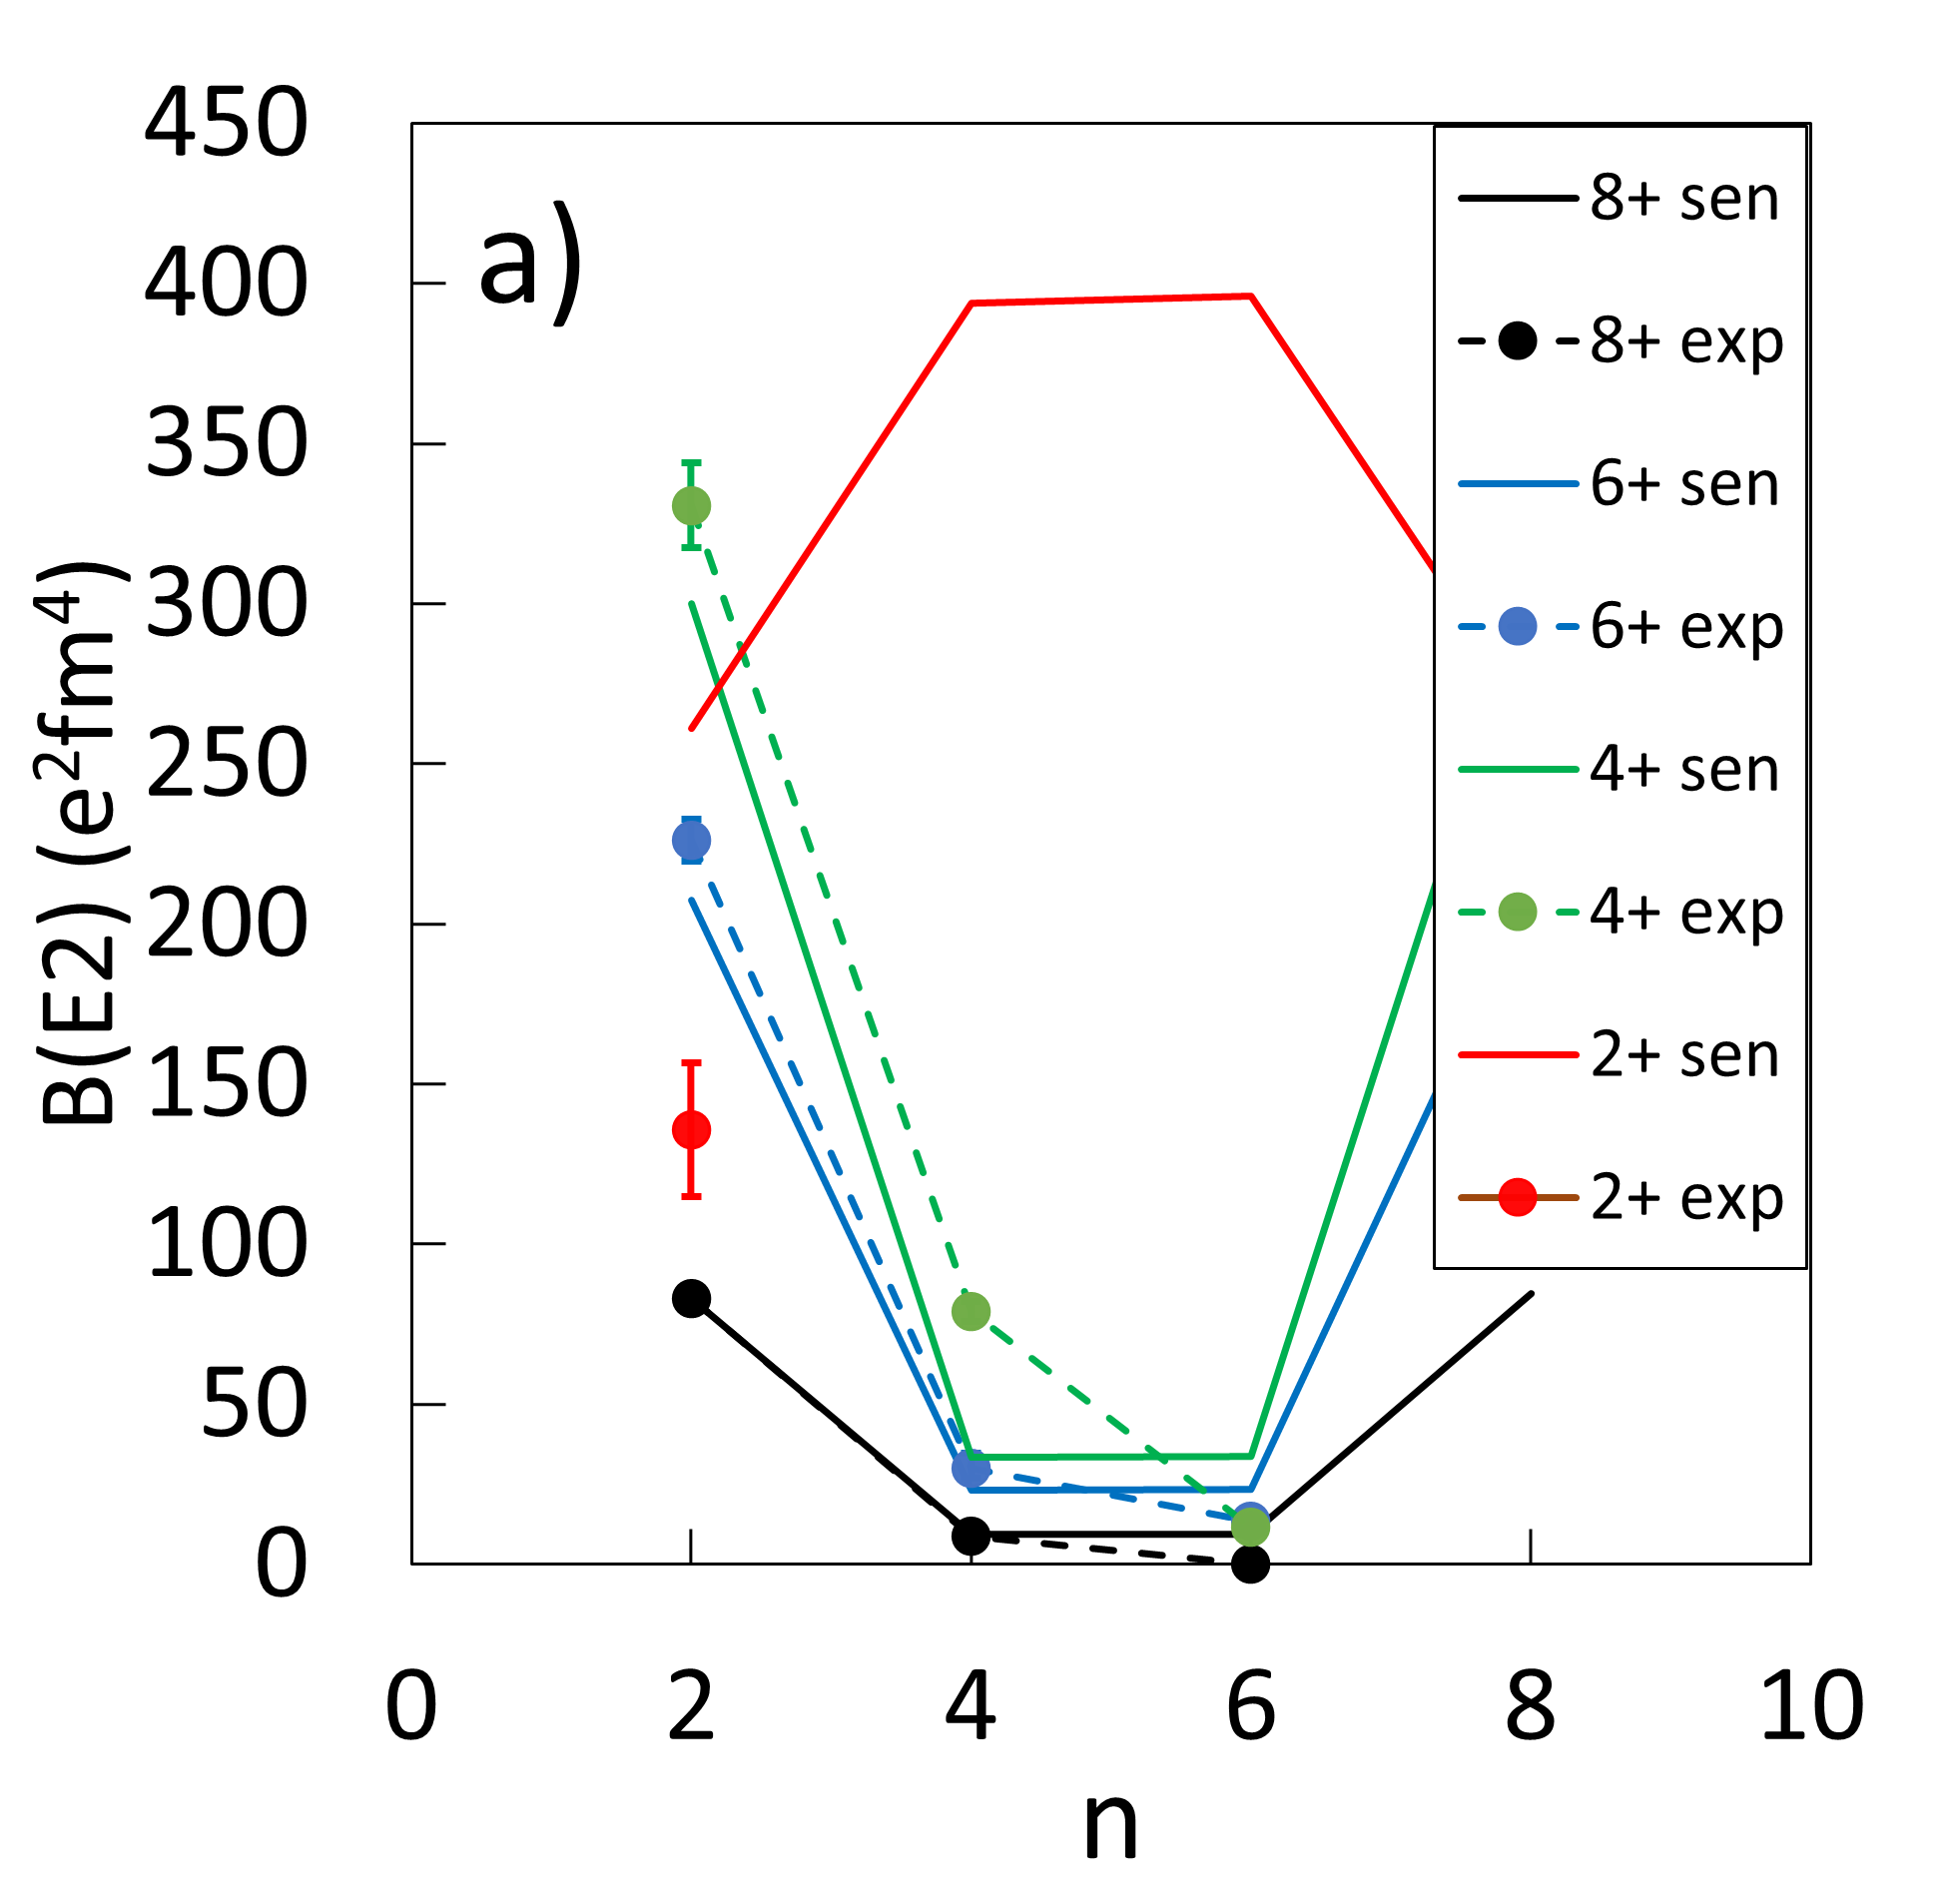 450
400
350
300
250
200
150
100
50
0
B(E2) (e²fm⁴)
a)
8+ sen
8+ exp
6+ sen
6+ exp
4+ sen
4+ exp
2+ sen
2+ exp
0 2 4 6 8 10
n